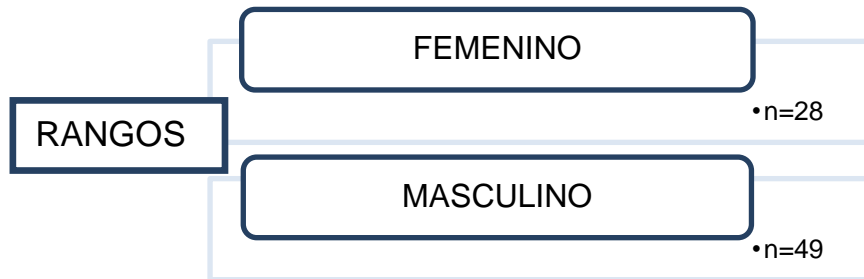 RANGOS
FEMENINO
•n=28
MASCULINO
•n=49